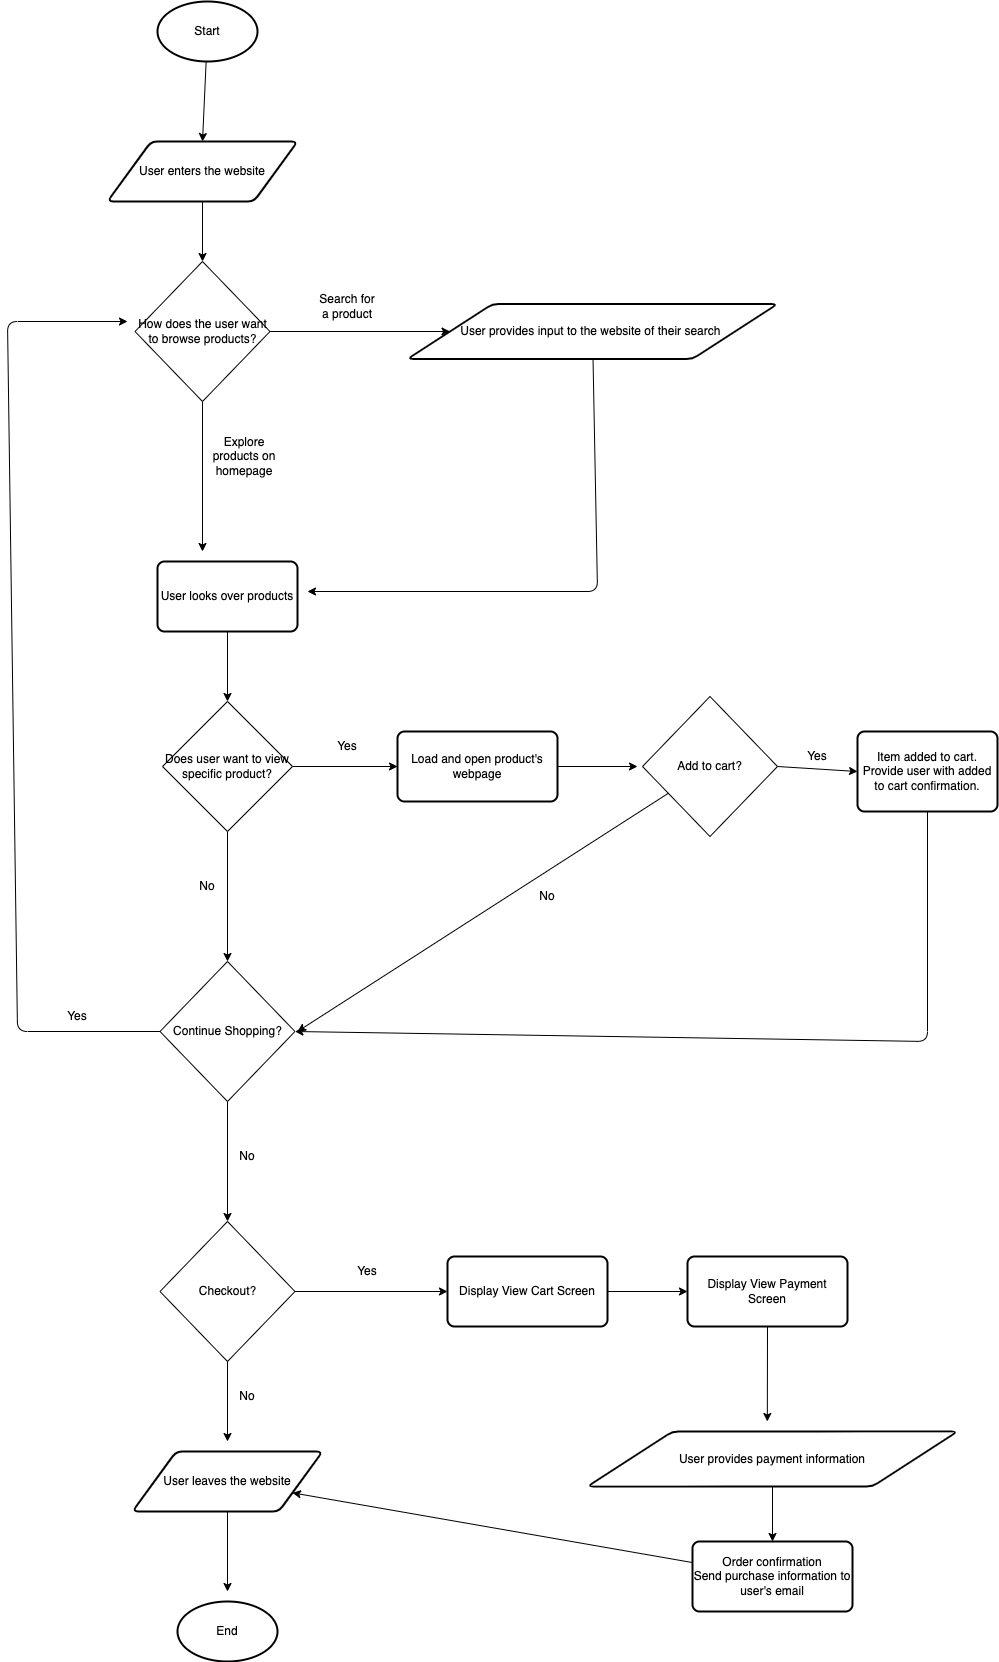 Start
User enters the website
Search for
a product
How does the user want
to browse products?
User provides input to the website of their search
Explore
products on
homepage
User looks over products
Does user want to view
specific product?
Yes
Load and open product's
webpage
Add to cart?
Yes
Item added to cart.
Provide user with added
to cart confirmation.
No
No
Yes
Continue Shopping?
No
Checkout?
Yes
Display View Cart Screen
Display View Payment
Screen
No
User leaves the website
User provides payment information
Order confirmation
Send purchase information to
user's email
End